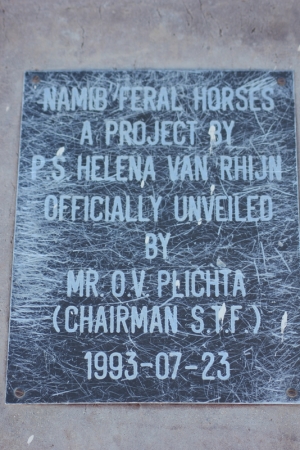 NAMIB FERAL HORSES
A PROJECT BY
P.S. HELENA VAN RHIJN
OFFICIALLY UNVEILED
BY
MR. O.V. PLICHTA
(CHAIRMAN S.T.F.)
1993-07-23